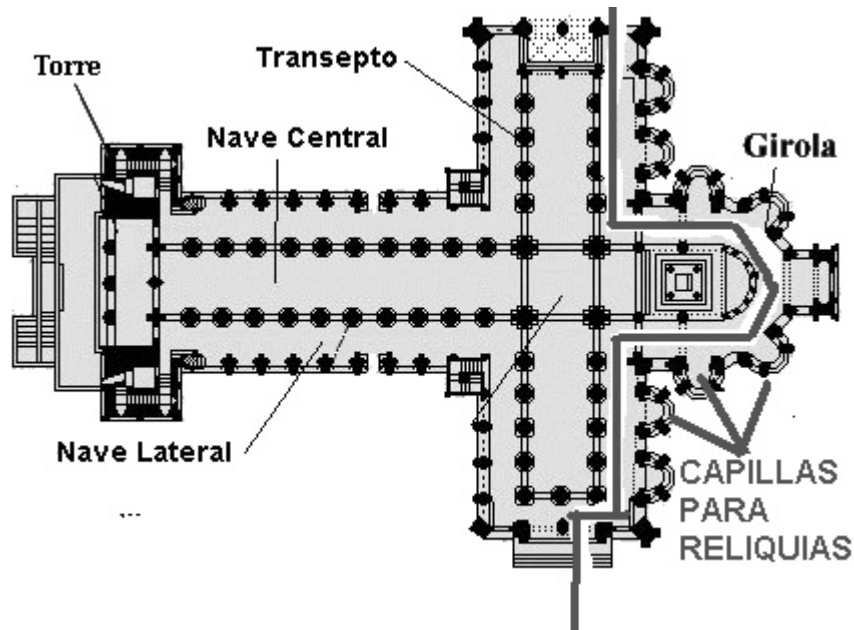 Transepto
Torre
Nave Central
Girola
Nave Lateral
CAPILLAS
PARA
RELIQUIAS